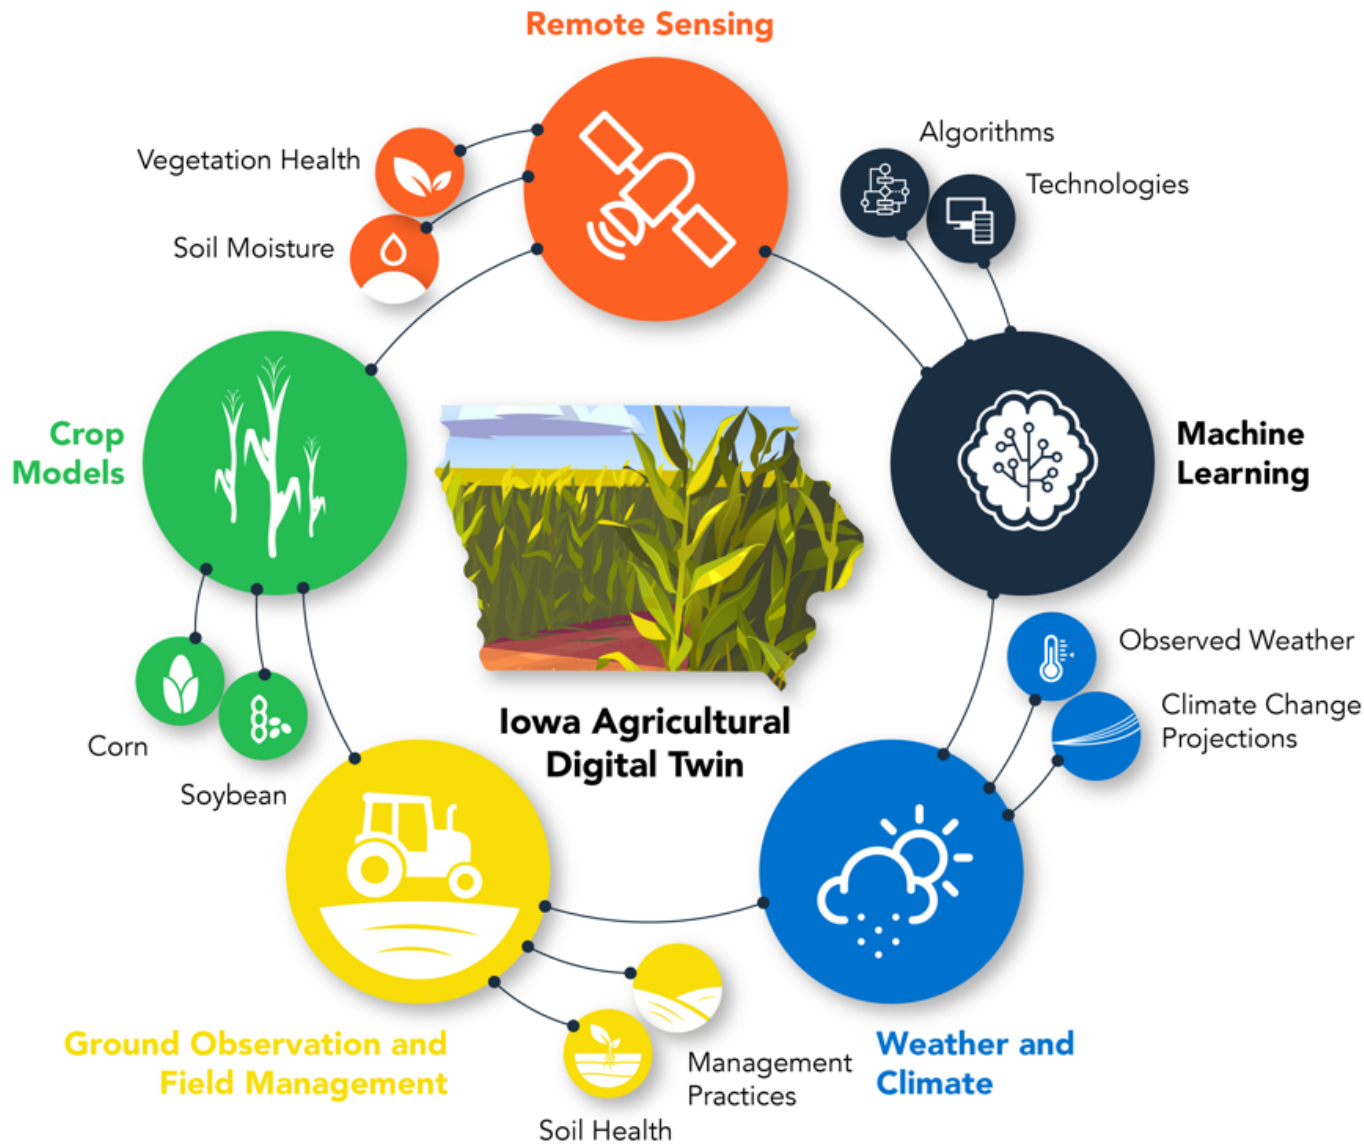 Remote Sensing
Algorithms
Vegetation Health
Technologies
Soil Moisture
Crop
Models
Machine
Learning
Observed Weather
Climate Change
Projections
Iowa Agricultural
Digital Twin
Corn
Soybean
Ground Observation and
Field Management
Management
Practices
Soil Health
Weather and
Climate